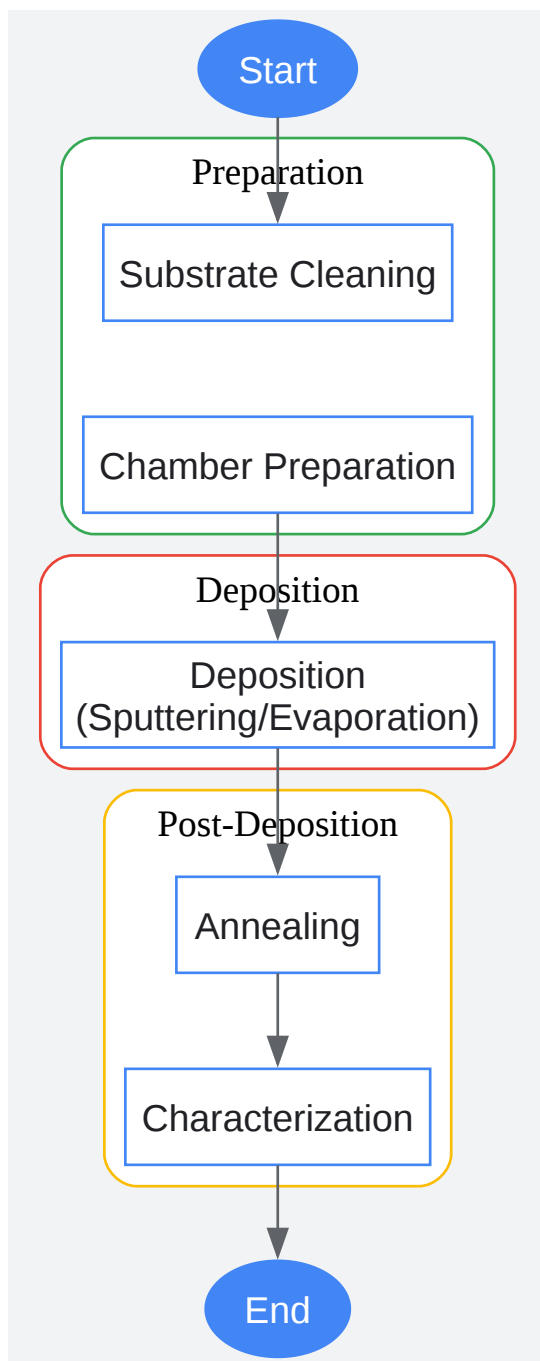 Start
Preparation
Substrate Cleaning
Chamber Preparation
Deposition
Deposition
(Sputtering/Evaporation)
Post-Deposition
Annealing
Characterization
End